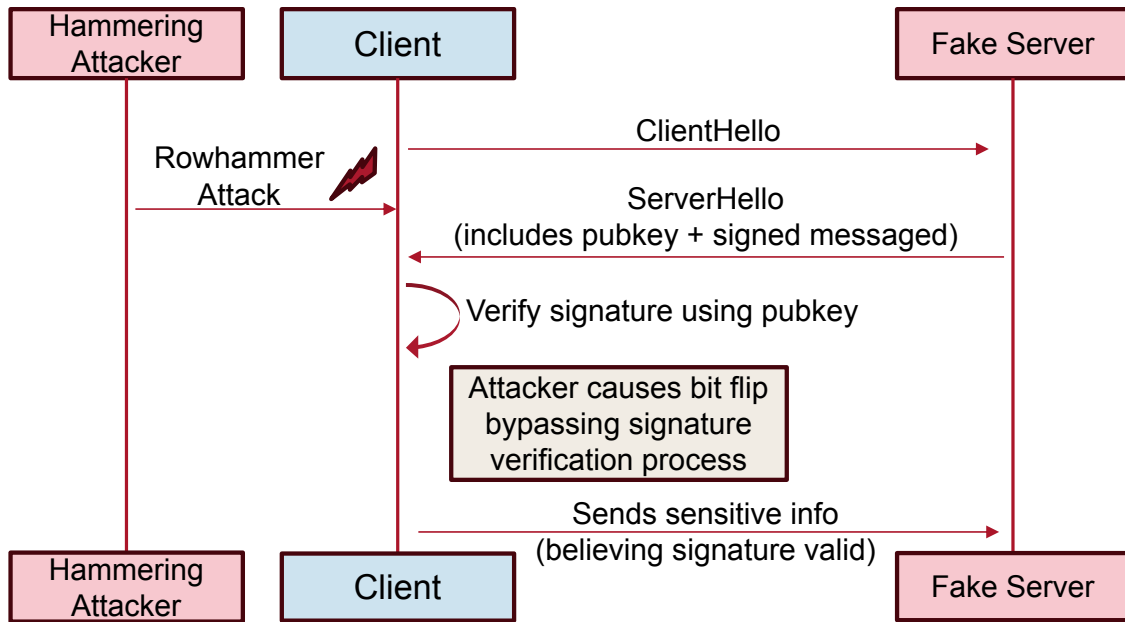 Hammering
Attacker
Client
Fake Server
ClientHello
Rowhammer
Attack
ServerHello
(includes pubkey + signed messaged)
Verify signature using pubkey
Attacker causes bit flip
bypassing signature
verification process
Sends sensitive info
(believing signature valid)
Hammering
Attacker
Client
Fake Server